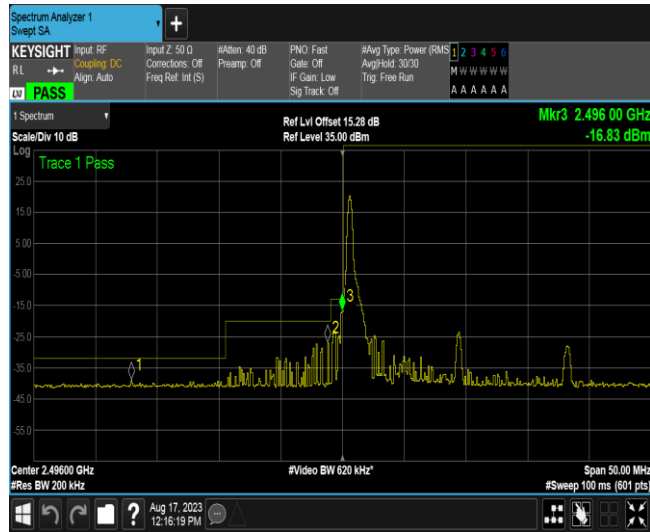 Spectrum Analyzer 1
Swept SA
+
KEYSIGHT Input: RF Input Z: 50 Ω #Atten: 40 dB PNO: Fast #Avg Type: Power (RMS 1 2 3 4 5 6
RL Coupling: DC Corrections: Off Preamp: Off Gate: Off Avg|Hold: 30/30 M W W W W W
Align: Auto Freq Ref: Int (S) IF Gain: Low Trig: Free Run
Sig Track: Off A A A A A A
LXI PASS
1 Spectrum Ref Lvl Offset 15.28 dB Mkr3 2.496 00 GHz
Scale/Div 10 dB Ref Level 35.00 dBm -16.83 dBm
Log
Trace 1 Pass
25.0
15.0
5.00
-5.00
3
-15.0
2
-25.0
1
-35.0
-45.0
-55.0
Center 2.49600 GHz #Video BW 620 kHz* Span 50.00 MHz
#Res BW 200 kHz #Sweep 100 ms (601 pts)
? Aug 17, 2023
12:16:19 PM